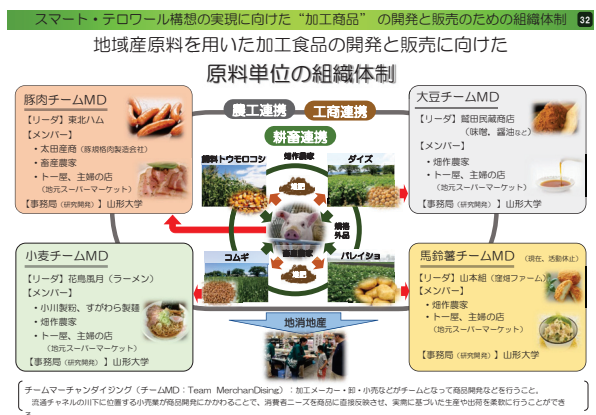 スマート・テロワール構想の実現に向けた“加工商品” の開発と販売のための組織体制
32
地域産原料を用いた加工食品の開発と販売に向けた
原料単位の組織体制
豚肉チームMD
【リーダ】東北ハム
【メンバー】
・太田産商（豚規格肉製造会社）
・畜産農家
・トー屋、主婦の店
（地元スーパーマーケット）
【事務局（研究開発）】山形大学
農工連携
工商連携
耕畜連携
大豆チームMD
【リーダ】鷲田民蔵商店
（味噌、醤油など）
【メンバー】
・畑作農家
・トー屋、主婦の店
（地元スーパーマーケット）
【事務局（研究開発）】山形大学
飼料トウモロコシ
畑作農家
ダイズ
堆肥
堆肥
規格
外品
畜産農家
コムギ
バレイショ
堆肥
堆肥
小麦チームMD
【リーダ】花鳥風月（ラーメン）
【メンバー】
・小川製粉、すがわら製麺
・畑作農家
・トー屋、主婦の店
（地元スーパーマーケット）
【事務局（研究開発）】山形大学
地消地産
馬鈴薯チームMD （現在、活動休止）
【リーダ】山本組（窪畑ファーム）
【メンバー】
・畑作農家
・トー屋、主婦の店
（地元スーパーマーケット）
【事務局（研究開発）】山形大学
チームマーチャンダイジング（チームMD：Team MerchanDising）：加工メーカー・卸・小売などがチームとなって商品開発などを行うこと。
流通チャネルの川下に位置する小売業が商品開発にかかわることで、消費者ニーズを商品に直接反映させ、実需に基づいた生産や出荷を柔軟に行うことができ